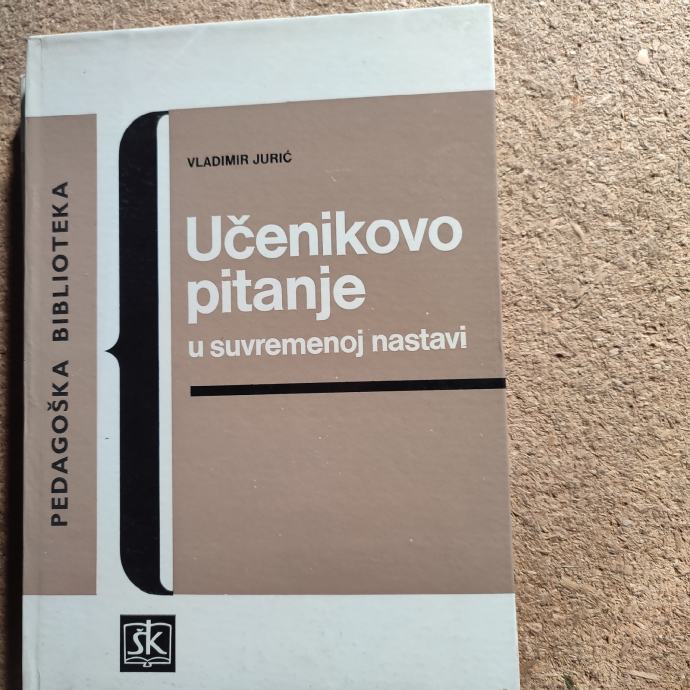 VLADIMIR JURIĆ
Učenikovo
pitanje
u suvremenoj nastavi
PEDAGOŠKA BIBLIOTEKA
ŠK